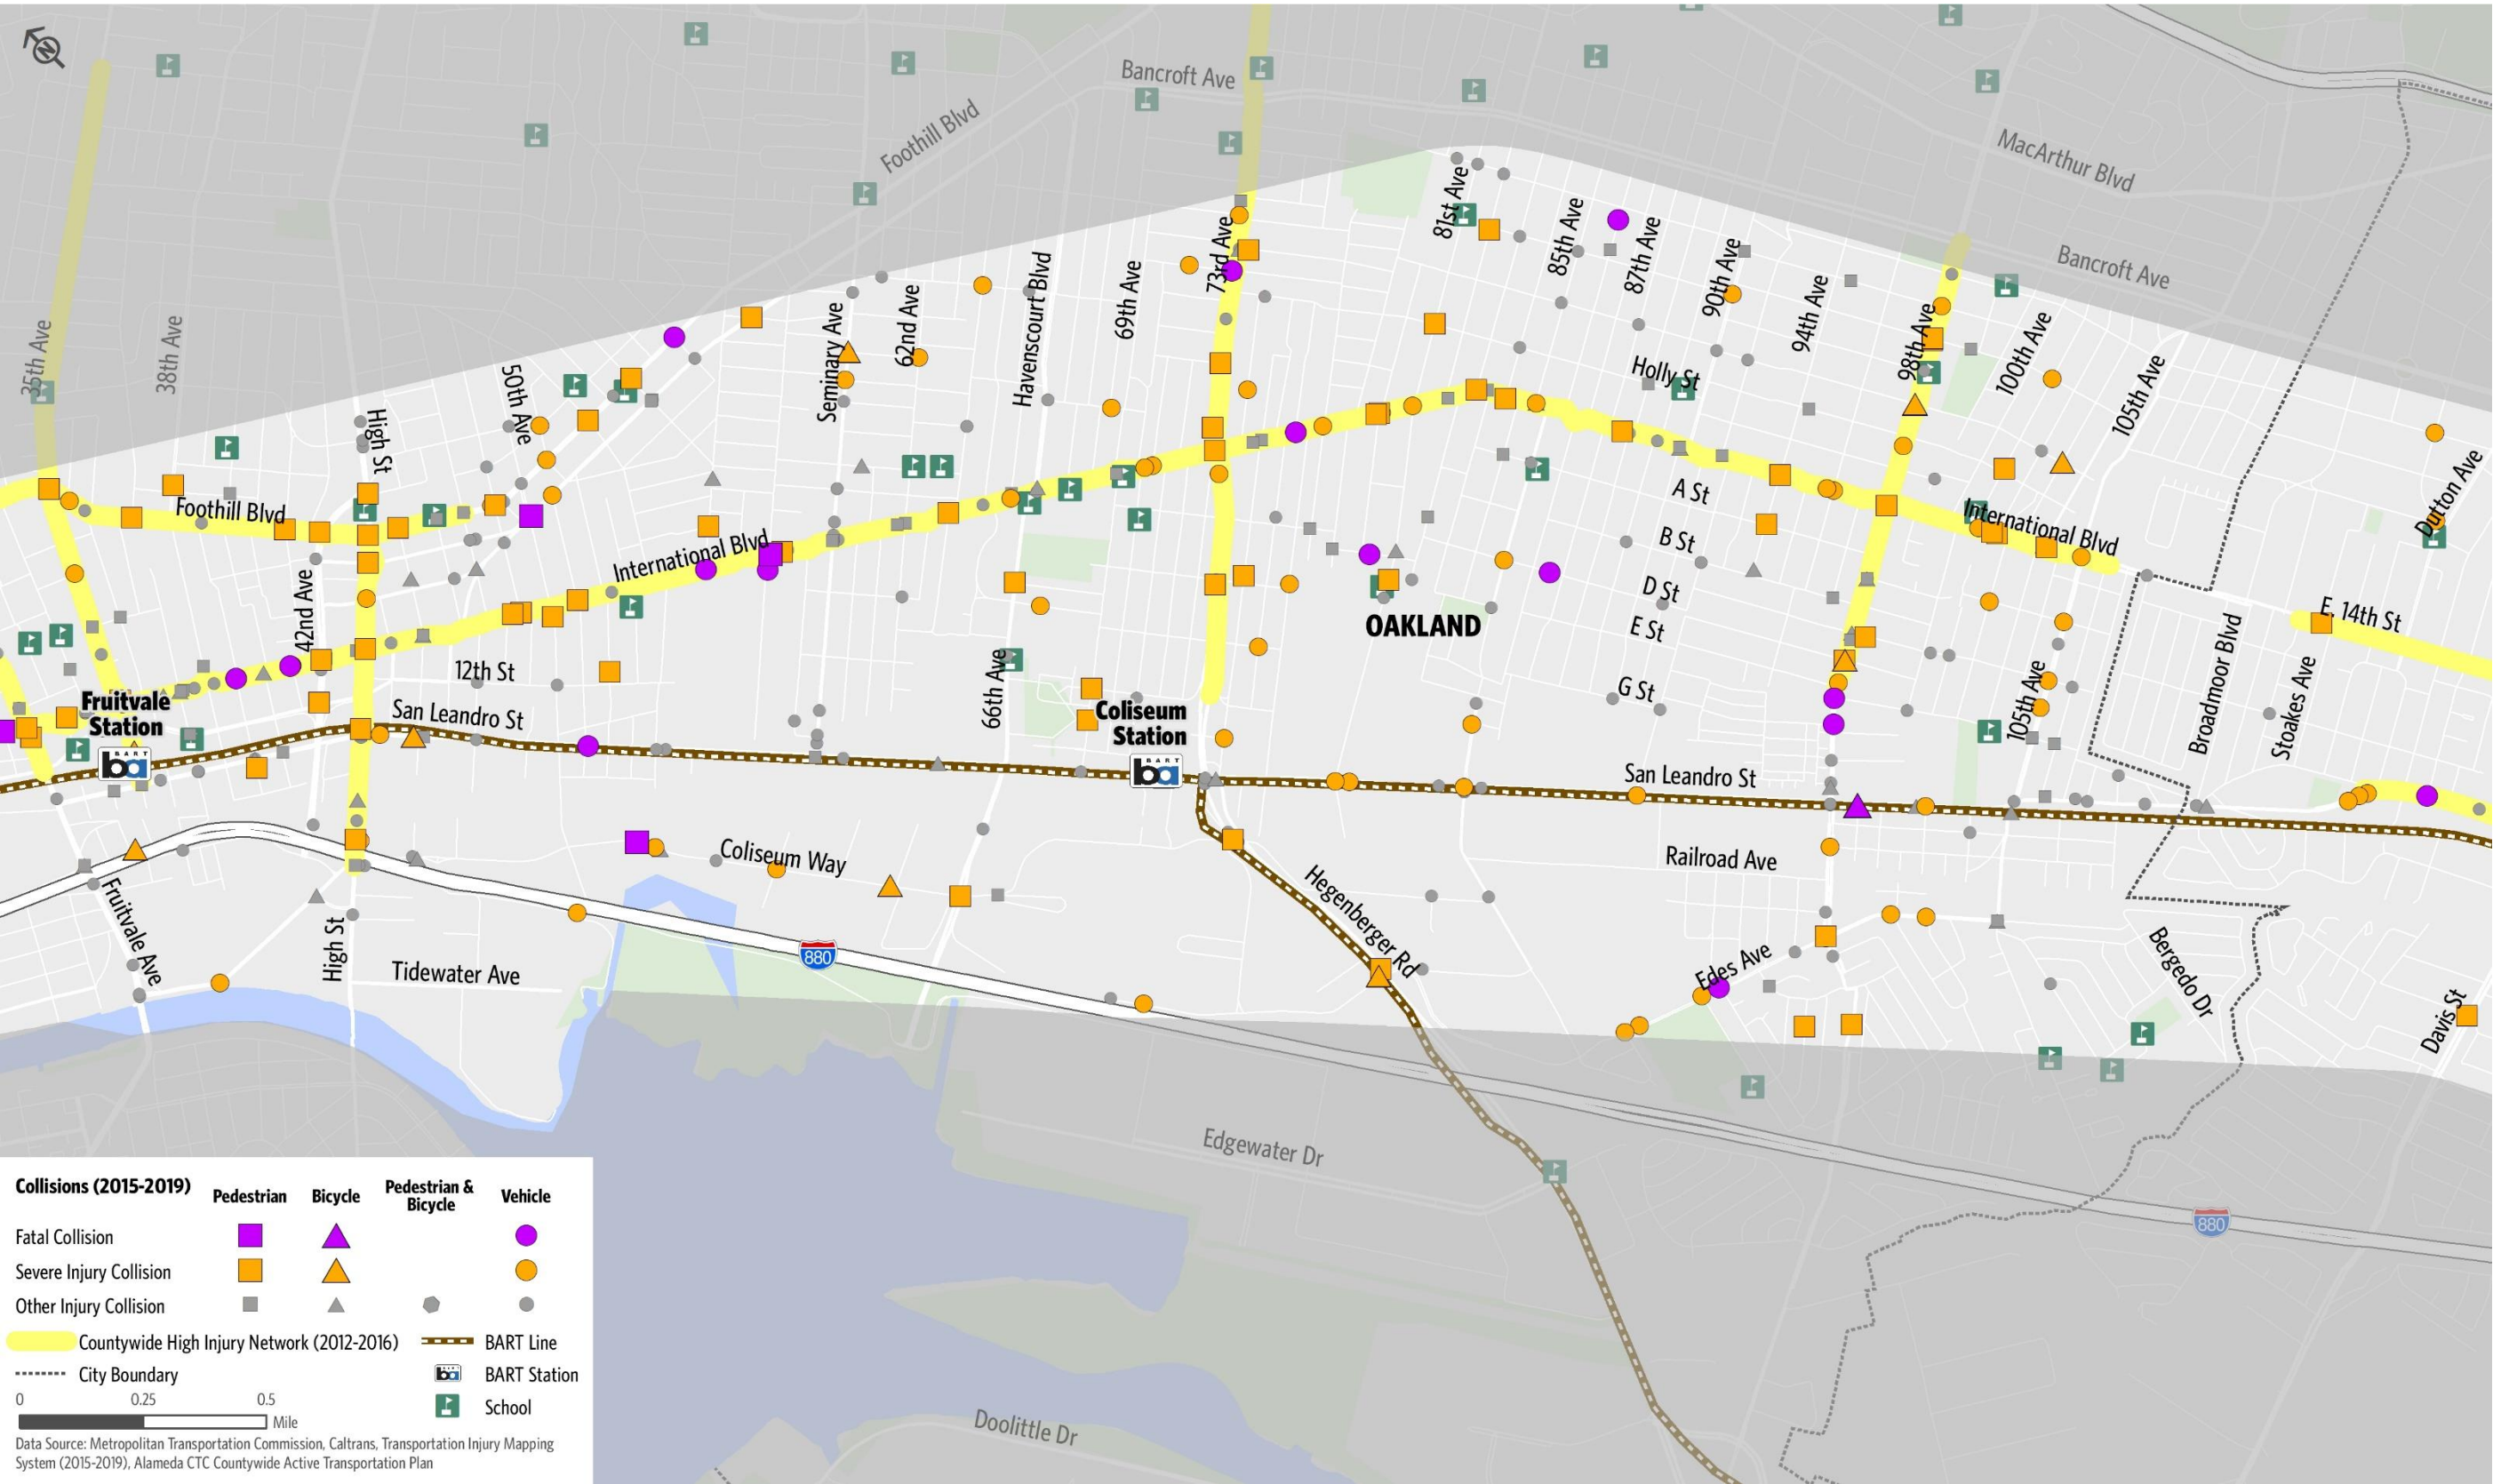 N
Bancroft Ave
Foothill Blvd
MacArthur Blvd
Bancroft Ave
35th Ave
38th Ave
High St
50th Ave
Seminary Ave
62nd Ave
Havenscourt Blvd
69th Ave
73rd Ave
81st Ave
85th Ave
87th Ave
90th Ave
94th Ave
98th Ave
100th Ave
105th Ave
Dutton Ave
Holly St
Foothill Blvd
International Blvd
A St
B St
D St
E St
G St
International Blvd
E. 14th St
42nd Ave
12th St
OAKLAND
66th Ave
105th Ave
Broadmoor Blvd
Stoakes Ave
Fruitvale
Station
BART
ba
San Leandro St
Coliseum
Station
BART
ba
San Leandro St
Coliseum Way
Railroad Ave
Fruitvale Ave
High St
Tidewater Ave
880
Hegenberger Rd
Edes Ave
Bergedo Dr
Davis St
Edgewater Dr
880
Doolittle Dr
Collisions (2015-2019)
Pedestrian
Bicycle
Pedestrian &
Bicycle
Vehicle
Fatal Collision
Severe Injury Collision
Other Injury Collision
Countywide High Injury Network (2012-2016)
BART Line
City Boundary
BART
ba
BART Station
School
0 0.25 0.5
Mile
Data Source: Metropolitan Transportation Commission, Caltrans, Transportation Injury Mapping
System (2015-2019), Alameda CTC Countywide Active Transportation Plan